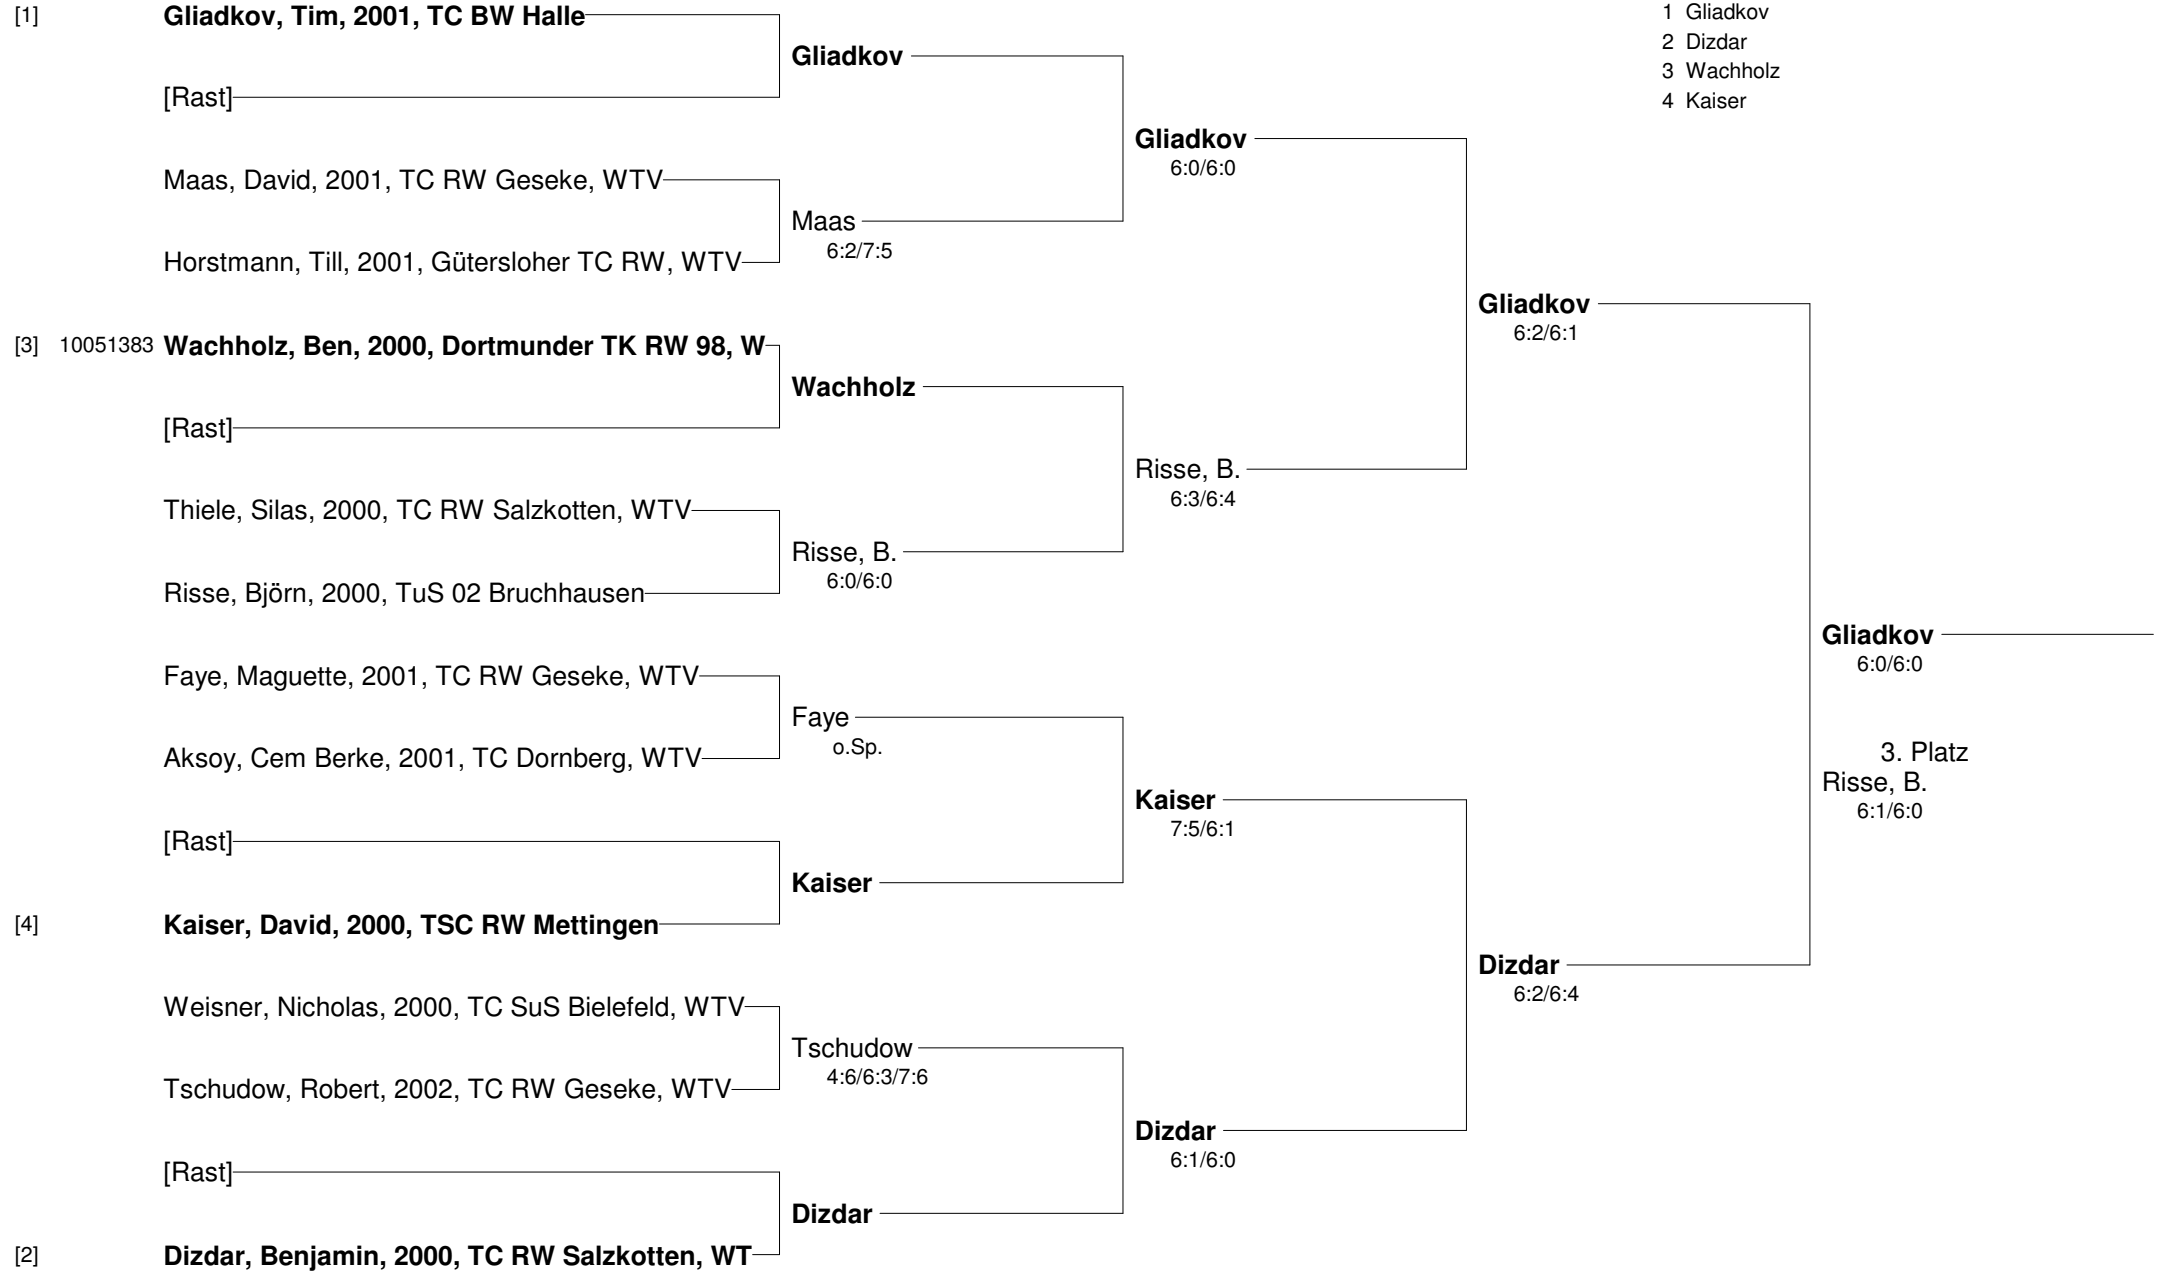 [1] Gliadkov, Tim, 2001, TC BW Halle
[Rast]
Maas, David, 2001, TC RW Geseke, WTV
Horstmann, Till, 2001, Gütersloher TC RW, WTV
[3] 10051383 Wachholz, Ben, 2000, Dortmunder TK RW 98, W
[Rast]
Thiele, Silas, 2000, TC RW Salzkotten, WTV
Risse, Björn, 2000, TuS 02 Bruchhausen
Faye, Maguette, 2001, TC RW Geseke, WTV
Aksoy, Cem Berke, 2001, TC Dornberg, WTV
[Rast]
[4] Kaiser, David, 2000, TSC RW Mettingen
Weisner, Nicholas, 2000, TC SuS Bielefeld, WTV
Tschudow, Robert, 2002, TC RW Geseke, WTV
[Rast]
[2] Dizdar, Benjamin, 2000, TC RW Salzkotten, WT
Gliadkov
Maas
6:2/7:5
Wachholz
Risse, B.
6:0/6:0
Faye
o.Sp.
Kaiser
Tschudow
4:6/6:3/7:6
Dizdar
Gliadkov
6:0/6:0
Risse, B.
6:3/6:4
Kaiser
7:5/6:1
Dizdar
6:1/6:0
Gliadkov
6:2/6:1
Dizdar
6:2/6:4
Gliadkov
6:0/6:0
3. Platz
Risse, B.
6:1/6:0
1 Gliadkov
2 Dizdar
3 Wachholz
4 Kaiser